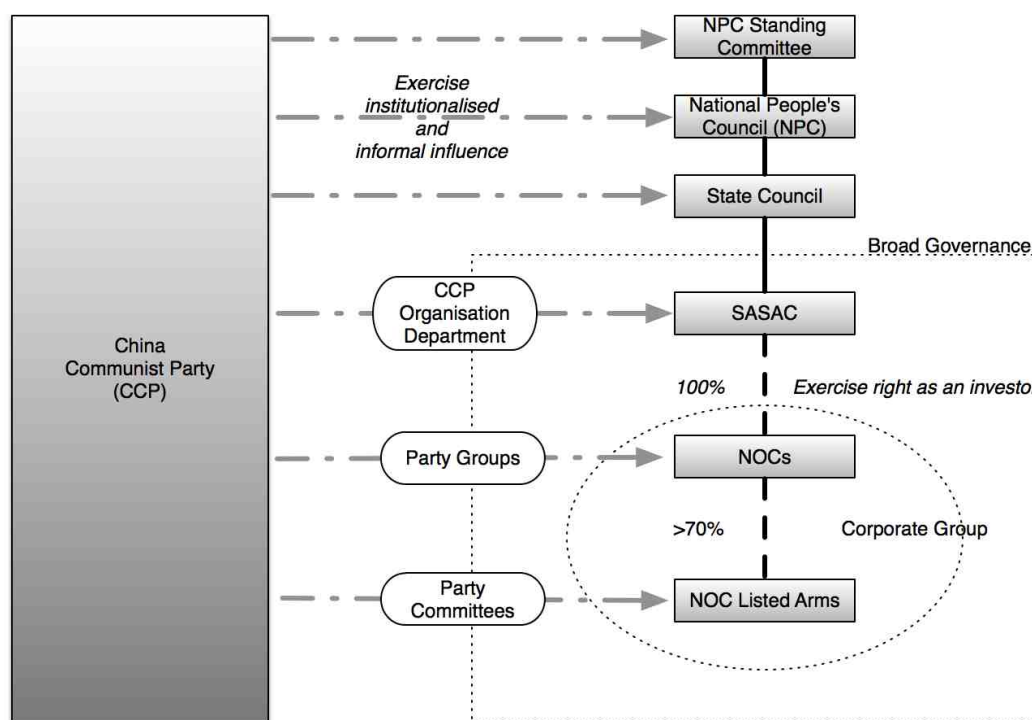 NPC Standing
Committee
Exercise
institutionalised
and
informal influence
National People's
Council (NPC)
State Council
Broad Governance
CCP
Organisation
Department
SASAC
China
Communist Party
(CCP)
100%
Exercise right as an investo
Party Groups
NOCs
>70%
Corporate Group
Party
Committees
NOC Listed Arms